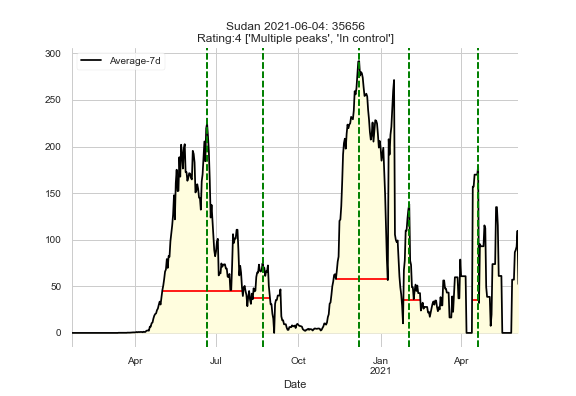 Sudan 2021-06-04: 35656
Rating:4 ['Multiple peaks', 'In control']
Average-7d
300
250
200
150
100
50
0
Apr
Jul
Oct
Jan
2021
Apr
Date